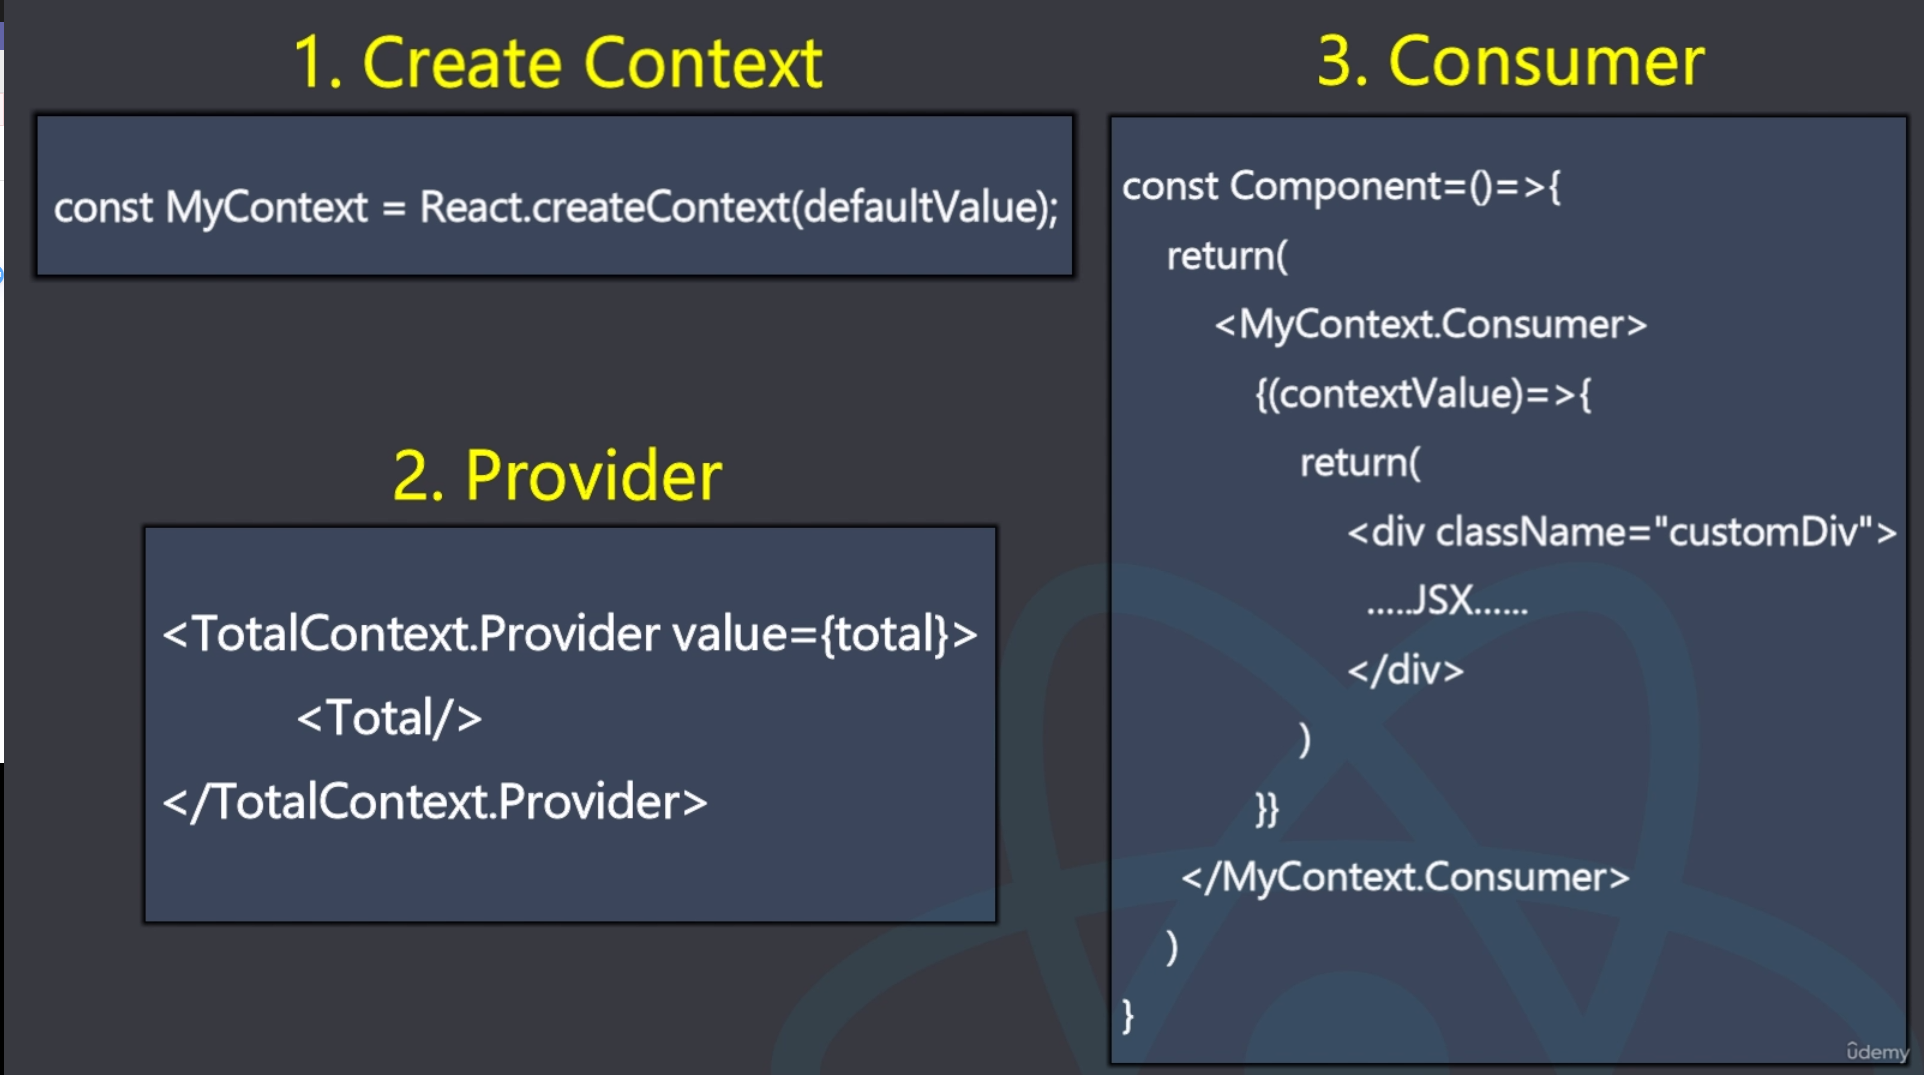 1. Create Context
const MyContext = React.createContext(defaultValue);
2. Provider
<TotalContext.Provider value={total}>
<Total/>
</TotalContext.Provider>
3. Consumer
const Component=()=>{
return(
<MyContext.Consumer>
{(contextValue)=>{
return(
<div className="customDiv">
.....JSX......
</div>
)
}}
</MyContext.Consumer>
)
}
ûdemy